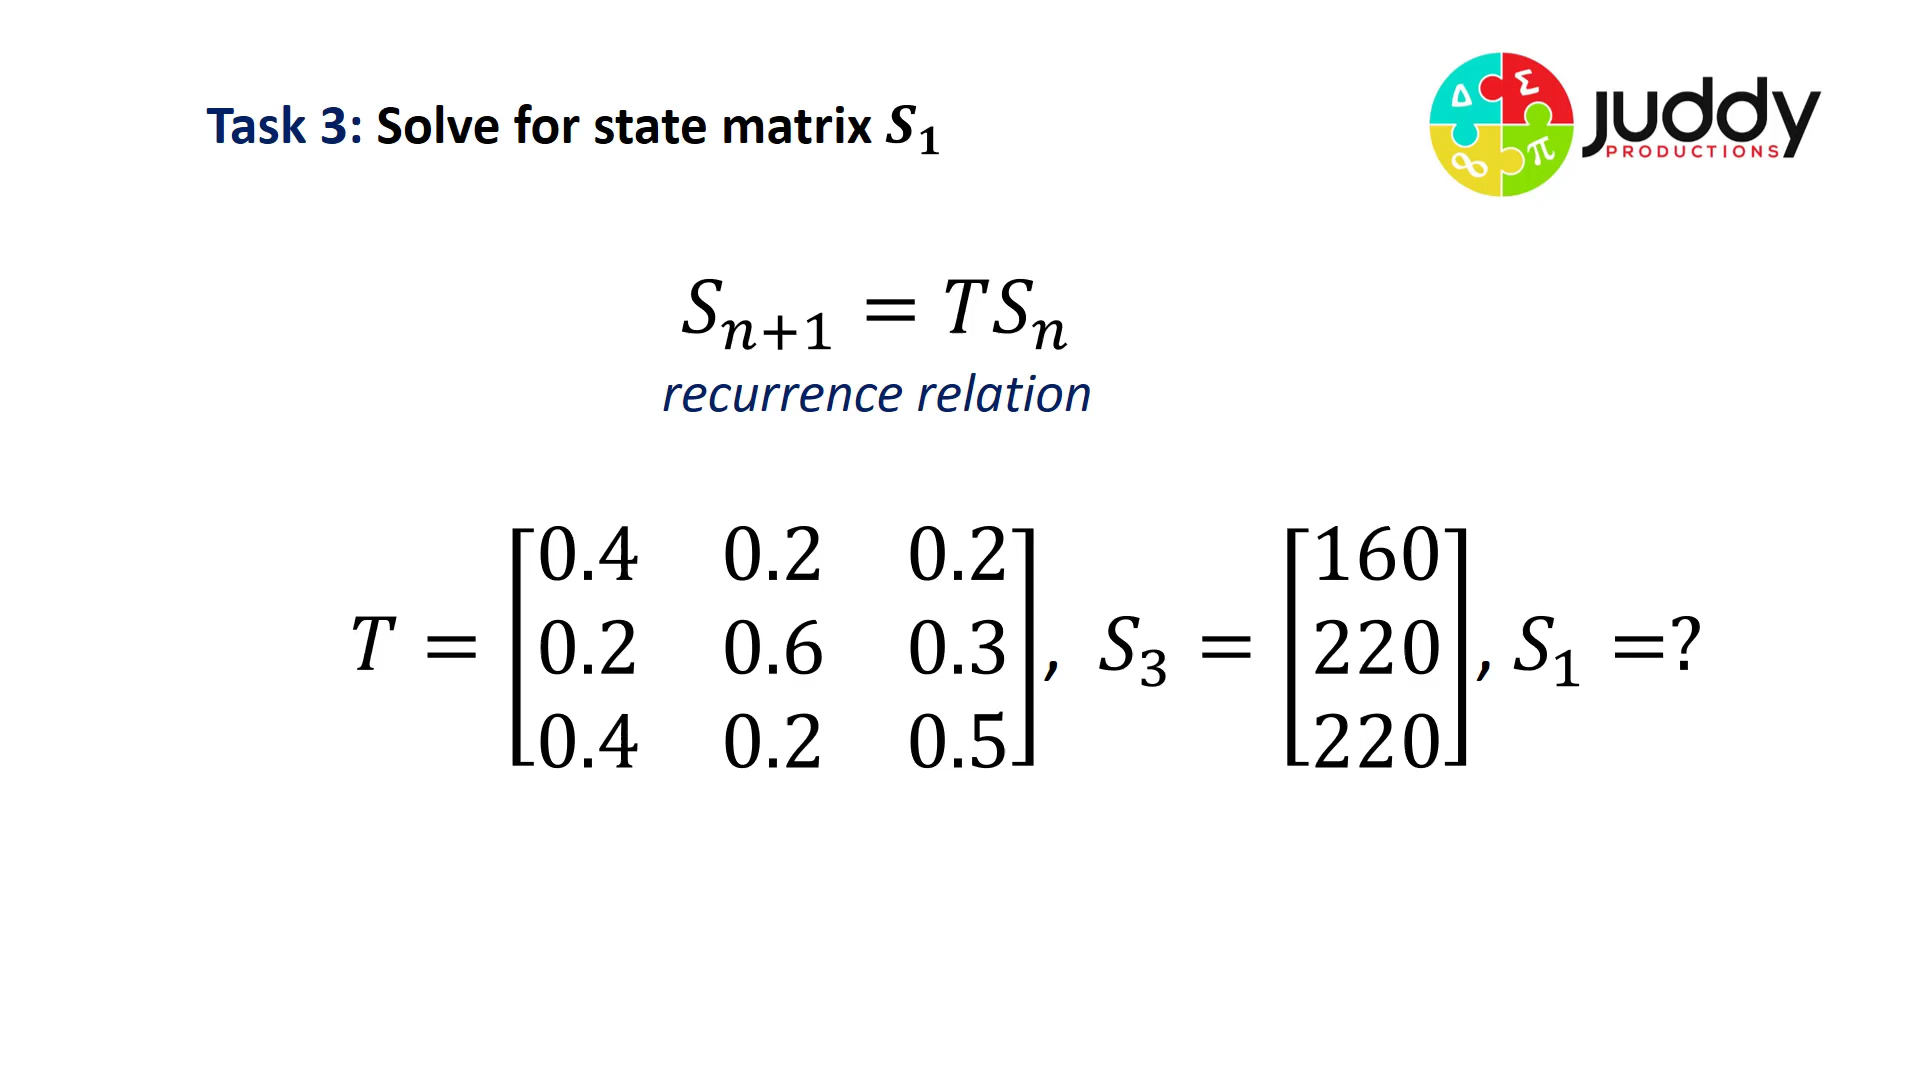 Task 3: Solve for state matrix S₁
Δ Σ
∞ π
juddy
PRODUCTIONS
Sₙ₊₁ = TSₙ
recurrence relation
T = [0.4 0.2 0.2
0.2 0.6 0.3
0.4 0.2 0.5], S₃ = [160
220
220], S₁ =?